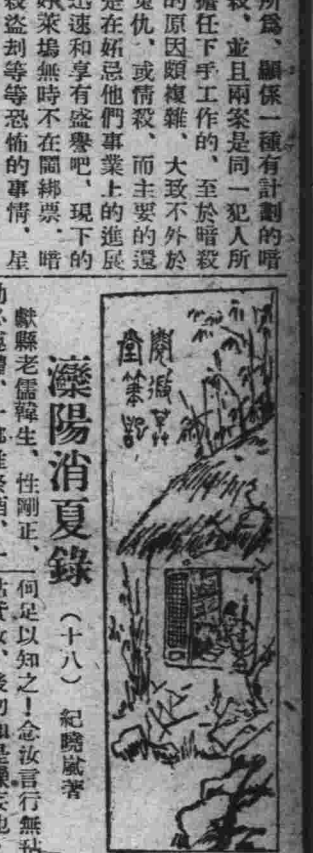 所爲、顯係一種有計劃的暗
殺、並且兩案是同一犯人所
擔任下手工作的、至於暗殺
的原因頗複雜、大致不外於
寃仇、或情殺、而主要的還
是在妬忌他們事業上的進展
迅速和享有盛譽吧、現下的
好萊塢無時不在鬧綁票、暗
殺盜刦等等恐怖的事情、星
閱微草
堂筆記
灤陽消夏錄
(十八) 紀曉嵐著
獻縣老儒韓生、性剛正、
何足以知之！念汝言行無玷